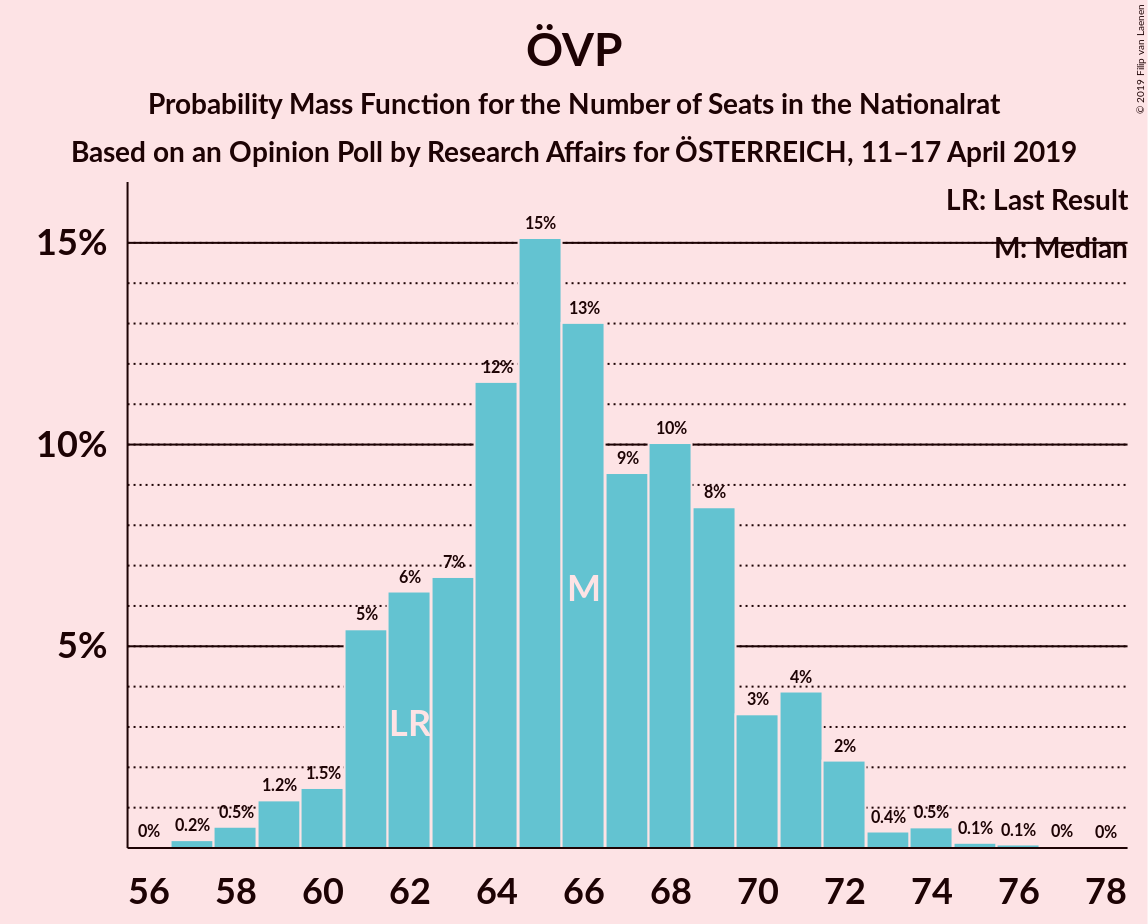 ÖVP
Probability Mass Function for the Number of Seats in the Nationalrat
Based on an Opinion Poll by Research Affairs for ÖSTERREICH, 11–17 April 2019
© 2019 Filip van Laenen
LR: Last Result
M: Median
15%
10%
5%
0%
0.2%
0.5%
1.2%
1.5%
5%
6%
7%
12%
15%
13%
9%
10%
8%
3%
4%
2%
0.4%
0.5%
0.1%
0.1%
0%
0%
LR
M
56 58 60 62 64 66 68 70 72 74 76 78